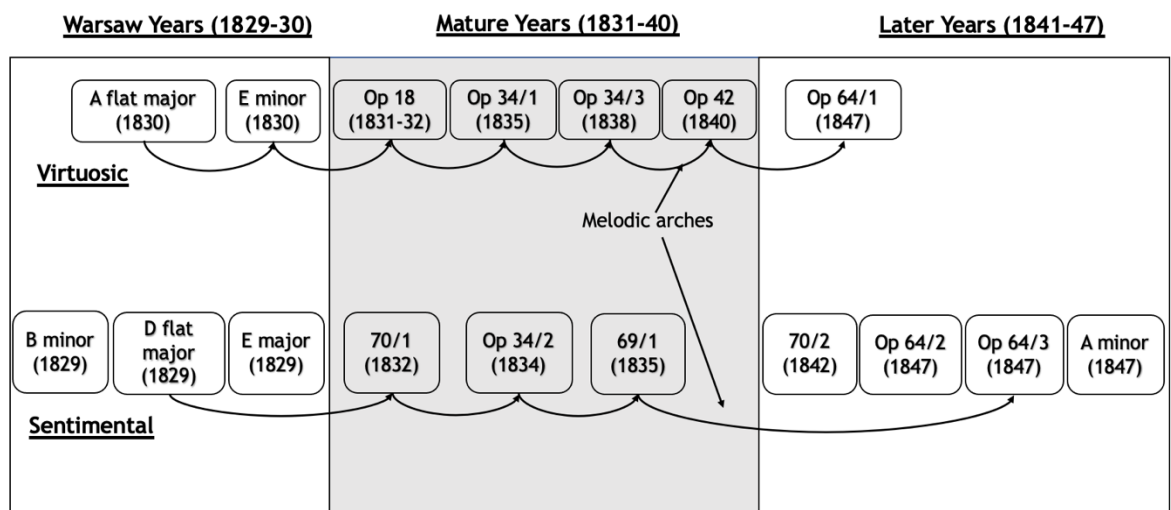 Warsaw Years (1829-30)
Mature Years (1831-40)
Later Years (1841-47)
A flat major
(1830)
E minor
(1830)
Op 18
(1831-32)
Op 34/1
(1835)
Op 34/3
(1838)
Op 42
(1840)
Op 64/1
(1847)
Virtuosic
Melodic arches
B minor
(1829)
D flat
major
(1829)
E major
(1829)
70/1
(1832)
Op 34/2
(1834)
69/1
(1835)
70/2
(1842)
Op 64/2
(1847)
Op 64/3
(1847)
A minor
(1847)
Sentimental